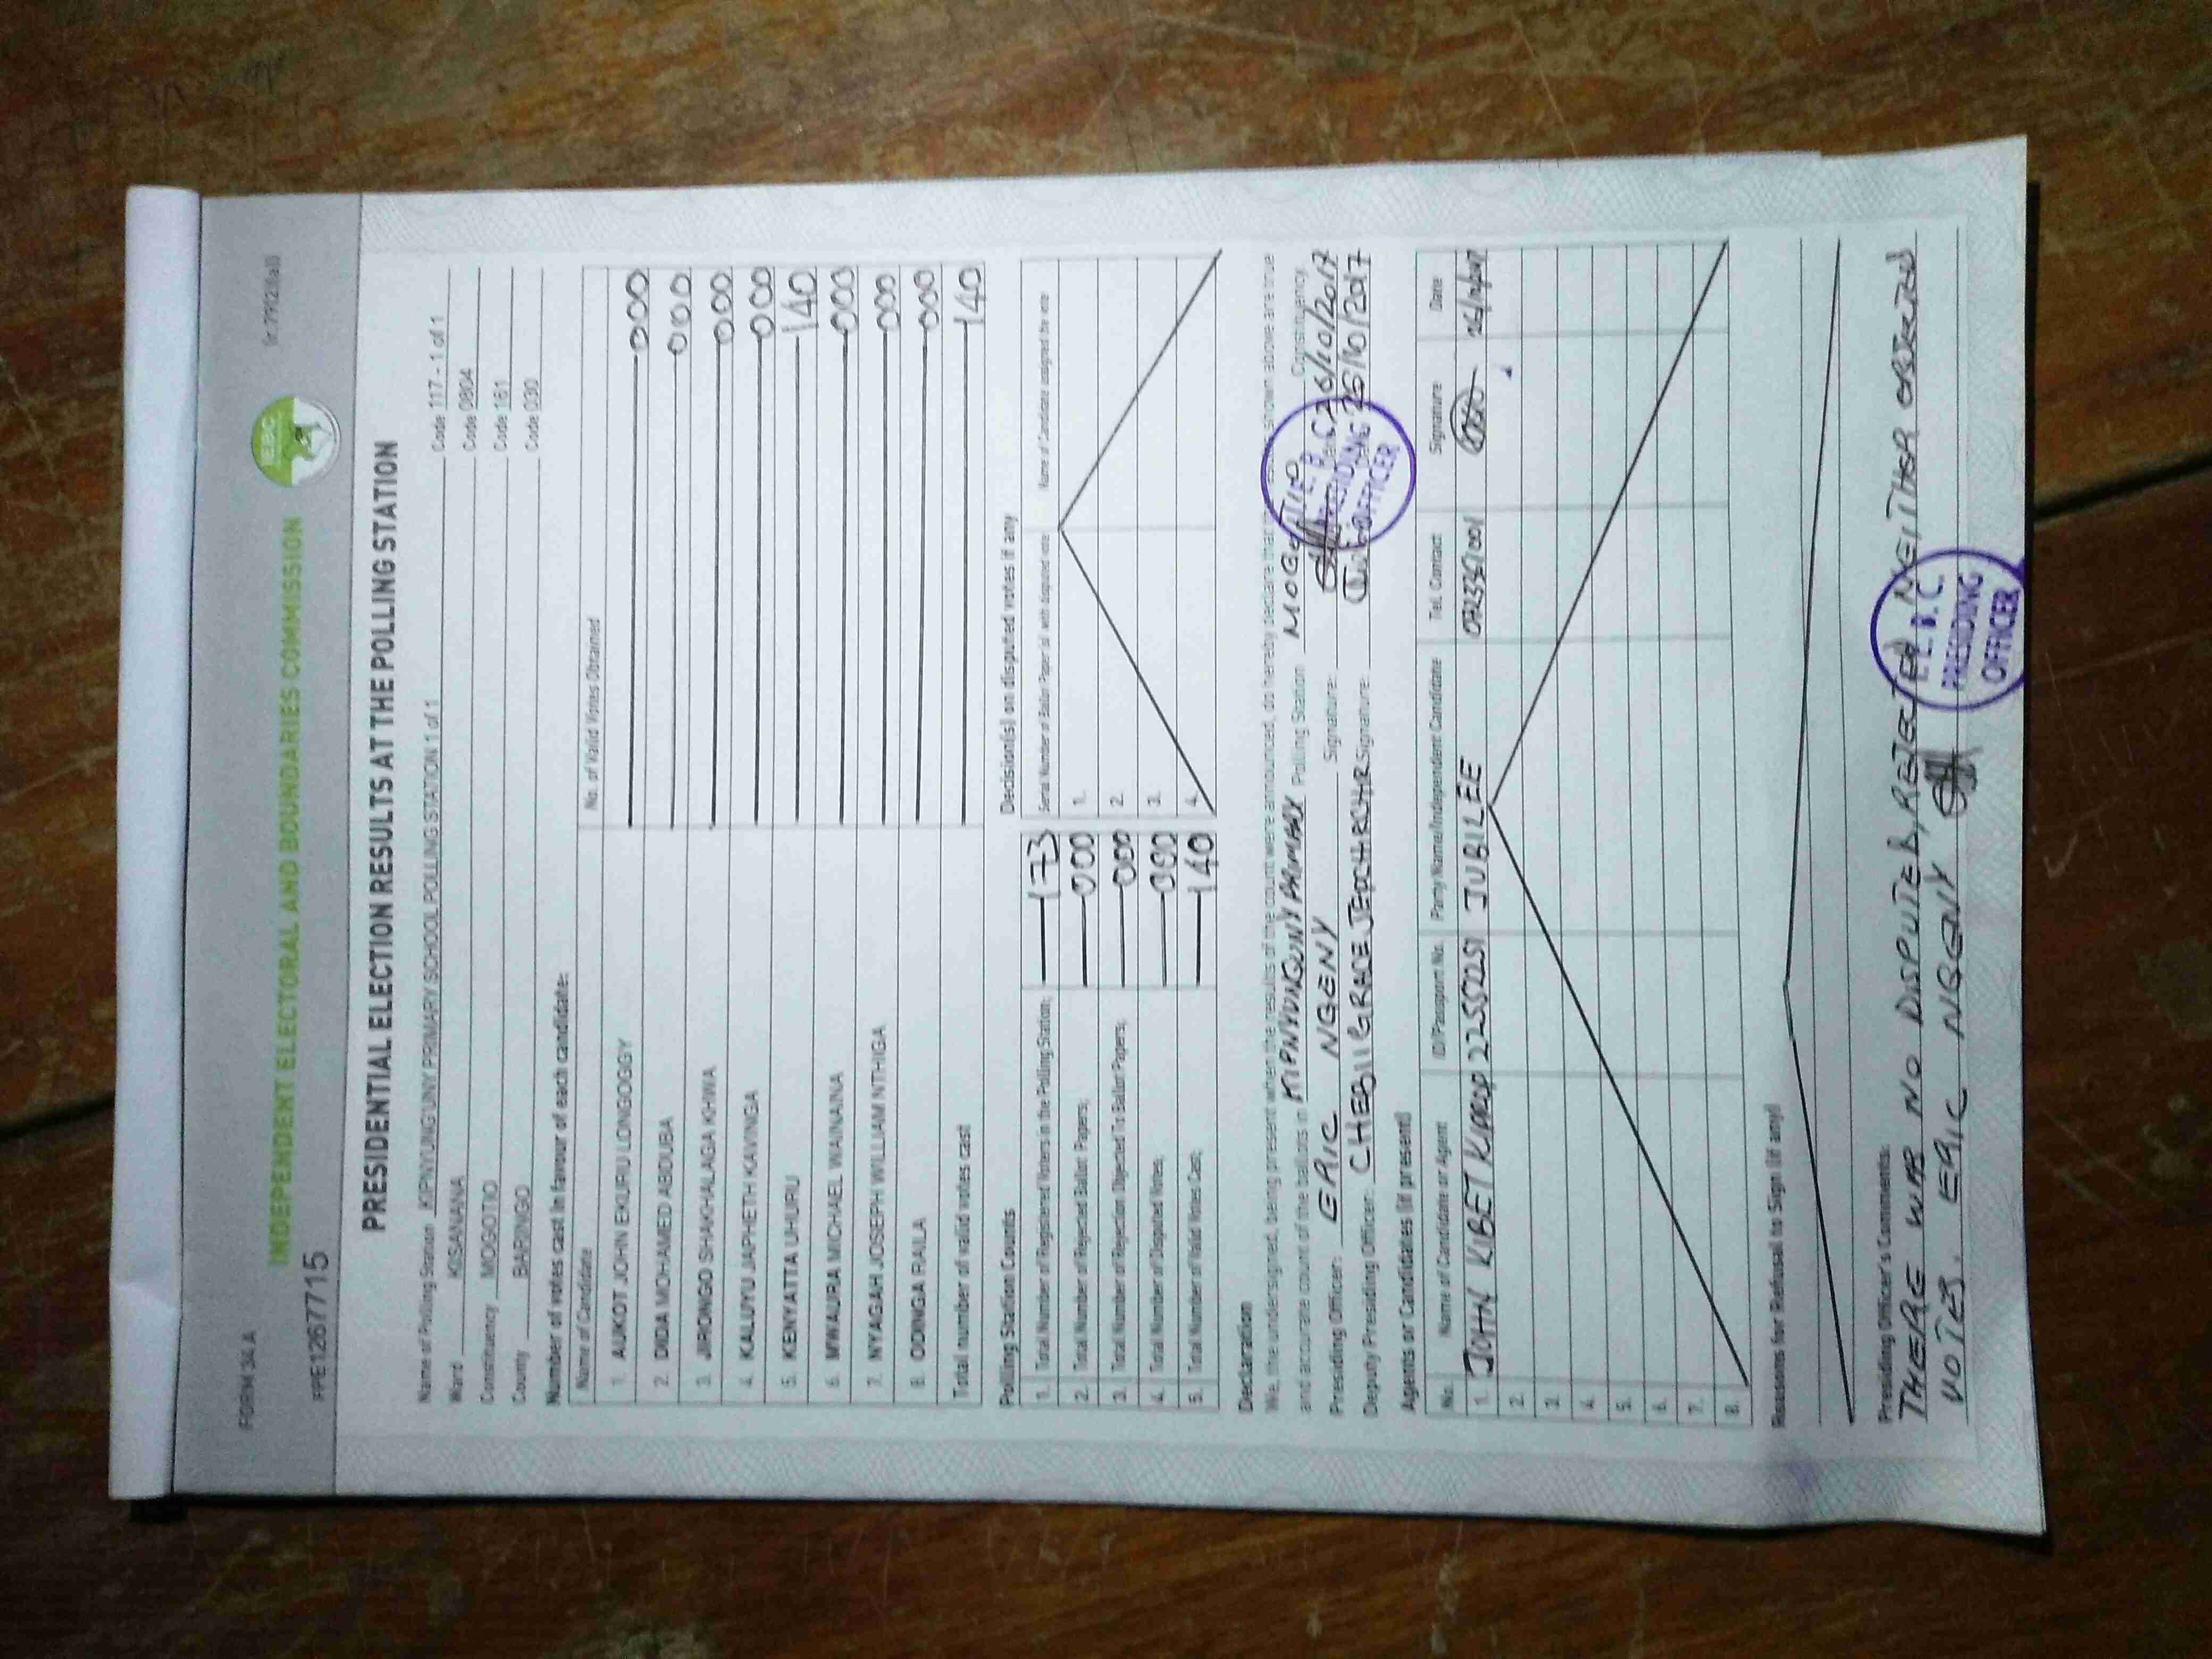 FORM 34 A
INDEPENDENT ELECTORAL AND BOUNDARIES COMMISSION
IEBC
PRE1267715
PRESIDENTIAL ELECTION RESULTS AT THE POLLING STATION
Name of Polling Station KIPNYUNGUNY PRIMARY SCHOOL POLLING STATION 1 of 1 Code 117 - 1 of 1
Ward KISANANA Code 0804
Constituency MOGOTIO Code 161
County BARINGO Code 030
Number of votes cast in favour of each candidate:
Name of Candidate No. of Valid Votes Obtained
1. AUKOT JOHN EKURU LONGOGGY 000
2. DIDA MOHAMED ABDUBA 000
3. JIRONGO SHAKHALAGA KHWA 000
4. KALUYU JAPHETH KAVINGA 000
5. KENYATTA UHURU 140
6. MWAURA MICHAEL WAINAINA 000
7. NYAGAH JOSEPH WILLIAM NTHIGA 000
8. ODINGA RAILA 000
Total number of valid votes cast 140
Polling Station Counts Decision(s) on disputed votes if any
Serial Number of Ballot Paper (s) with disputed vote Name of Candidate assigned the vote
1. Total Number of Registered Voters in the Polling Station; 173 1.
2. Total Number of Rejected Ballot Papers; 000 2.
3. Total Number of Rejection Objected To Ballot Papers; 000 3.
4. Total Number of Disputed Votes; 000 4.
5. Total Number of Valid Votes Cast; 140
Declaration
We, the undersigned, being present when the results of the count were announced, do hereby declare that shown above are true
and accurate count of the ballots in KIPNYUNGUNY PRIMARY Polling Station MOGOTIO Constituency.
Presiding Officer: ERIC NGENY Signature: 26/10/2017
Deputy Presiding Officer: CHEBII GRACE JEPCHIRCHIR Signature: 26/10/2017
I.E.B.C.
PRESIDING
OFFICER
Agents or Candidates (if present)
No. Name of Candidate or Agent ID/Passport No. Party Name/Independent Candidate Tel. Contact Signature Date
1. JOHN KIBET KIPROP 22552251 JUBILEE 26/10/2017
2.
3.
4.
5.
6.
7.
8.
Reasons for Refusal to Sign (if any)
Presiding Officer's Comments:
THERE WAS NO DISPUTED, REJECTED NEITHER OBJECTED
VOTES. ERIC NGENY
I.E.B.C.
PRESIDING
OFFICER